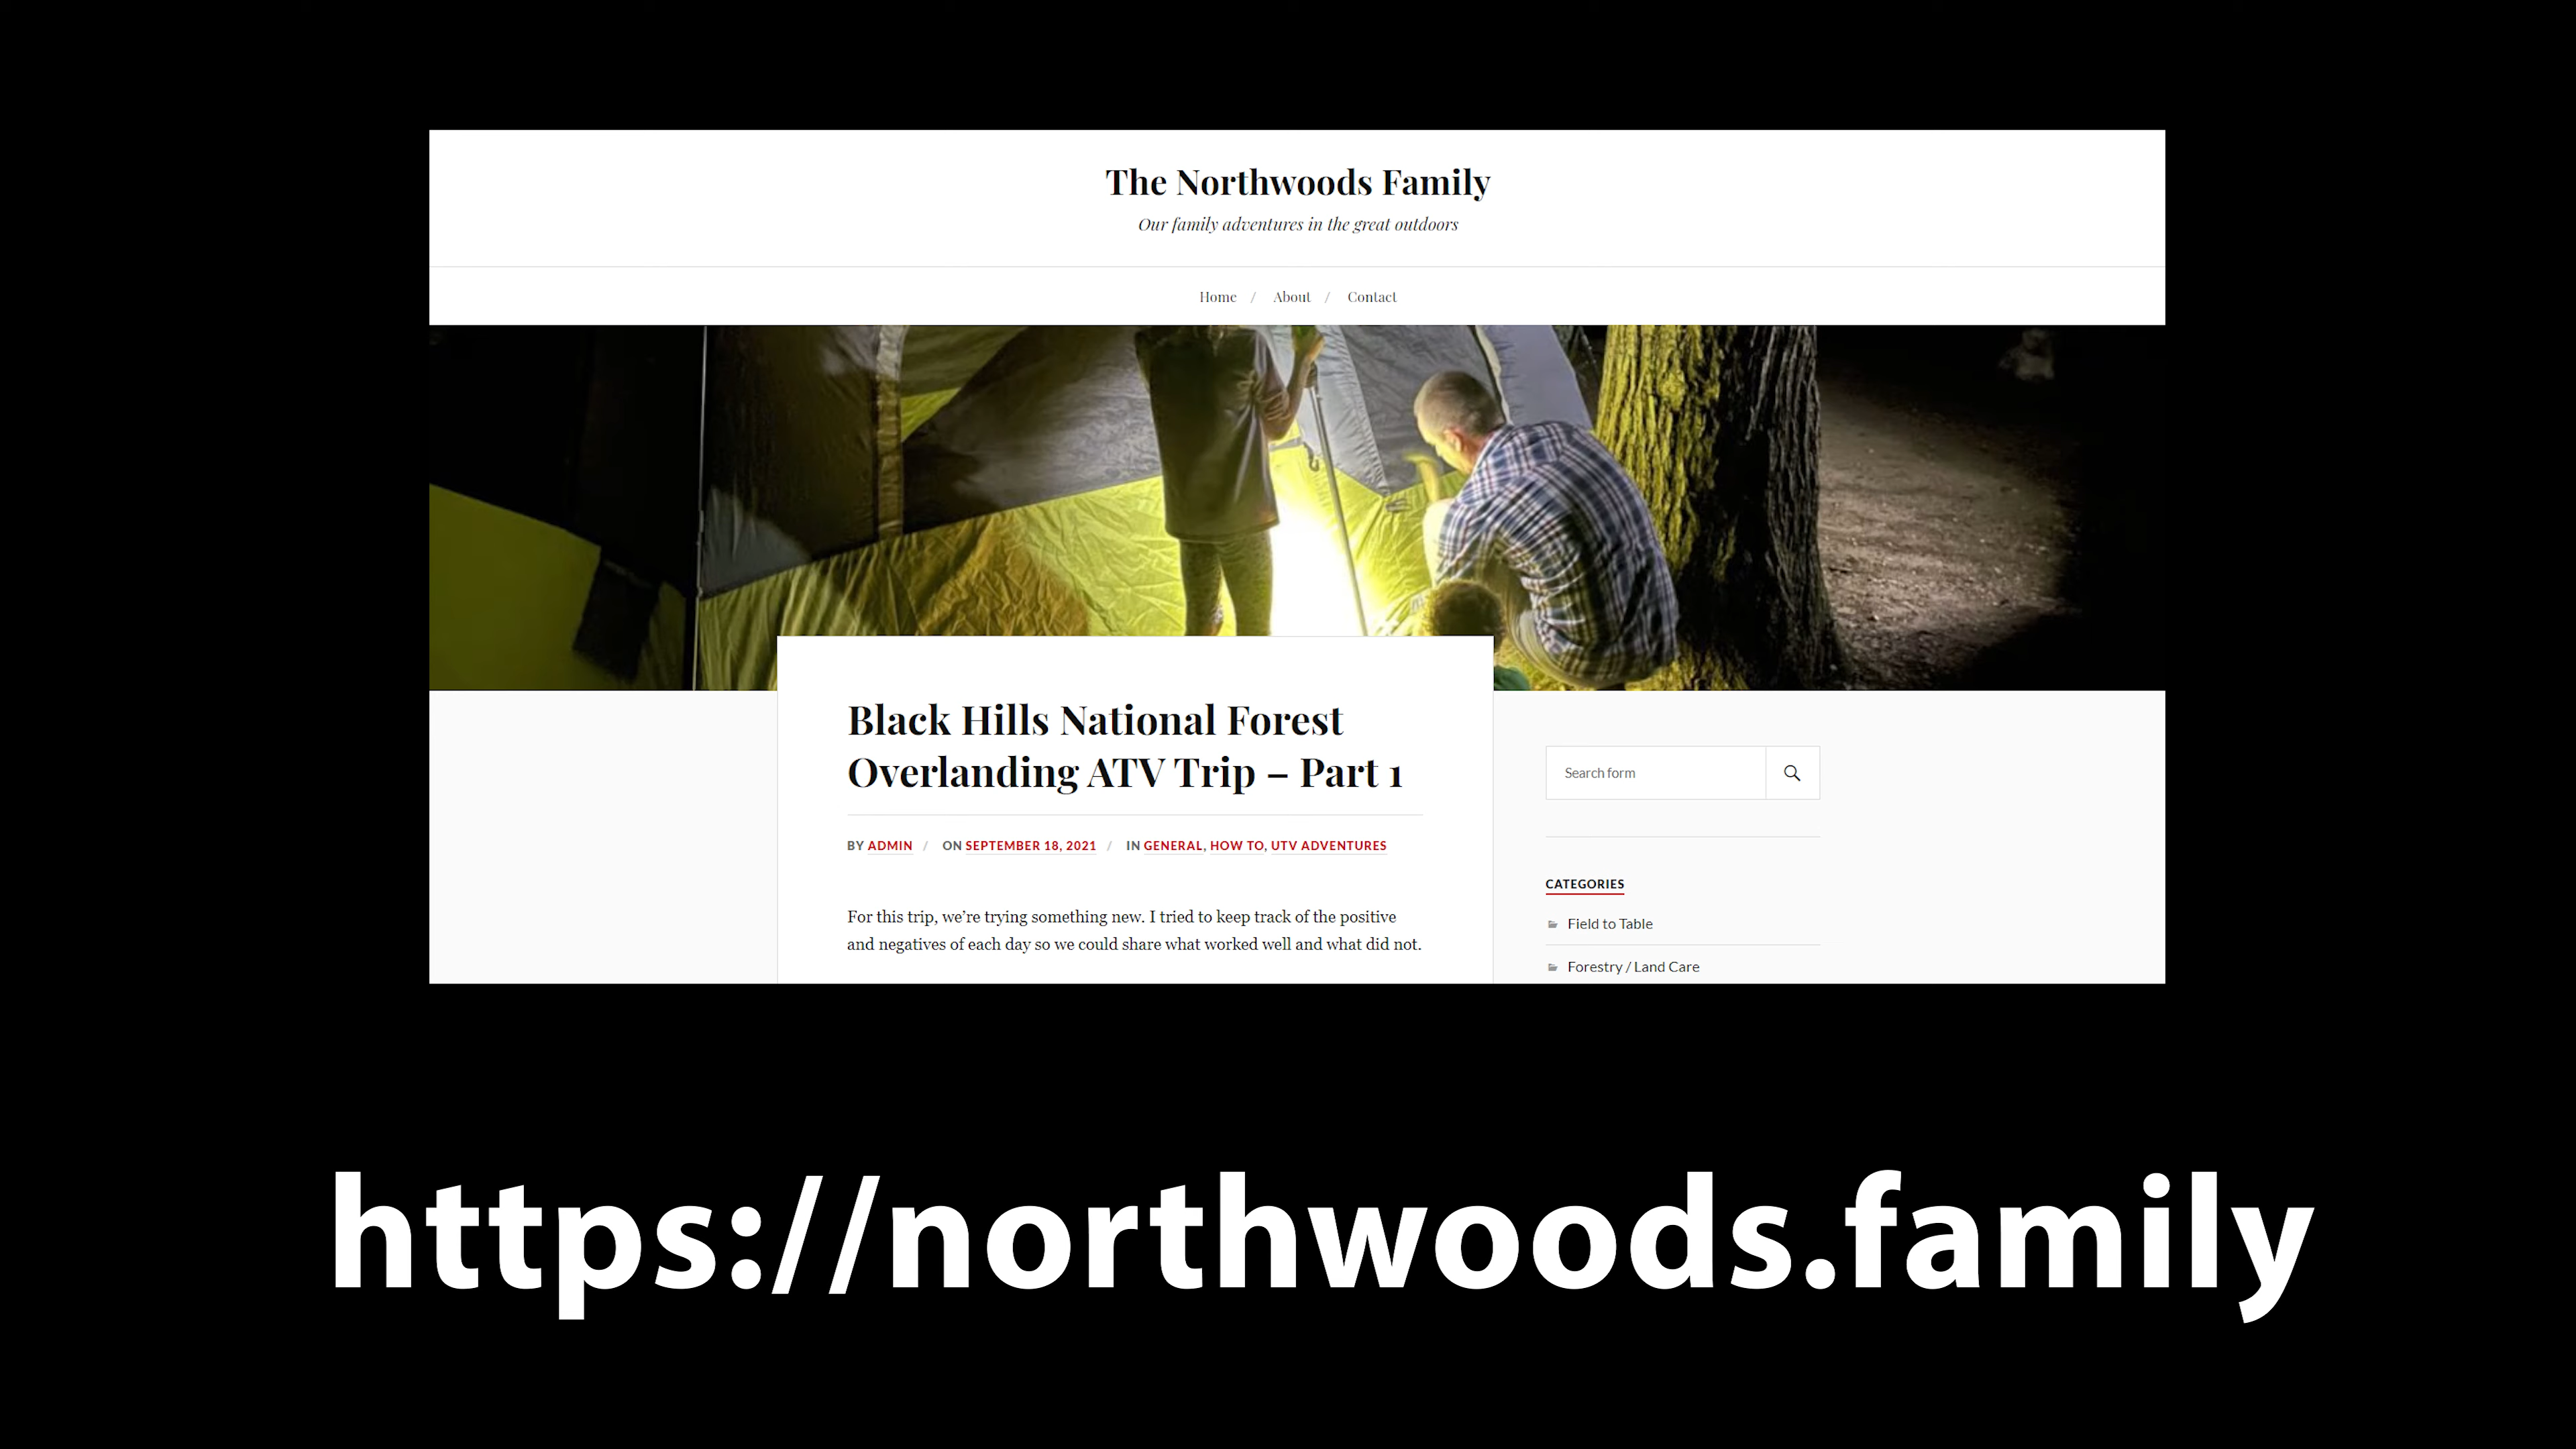 The Northwoods Family
Our family adventures in the great outdoors
Home / About / Contact
Black Hills National Forest
Overlanding ATV Trip – Part 1
BY ADMIN / ON SEPTEMBER 18, 2021 / IN GENERAL, HOW TO, UTV ADVENTURES
For this trip, we're trying something new. I tried to keep track of the positive
and negatives of each day so we could share what worked well and what did not.
Search form
CATEGORIES
Field to Table
Forestry / Land Care
https://northwoods.family